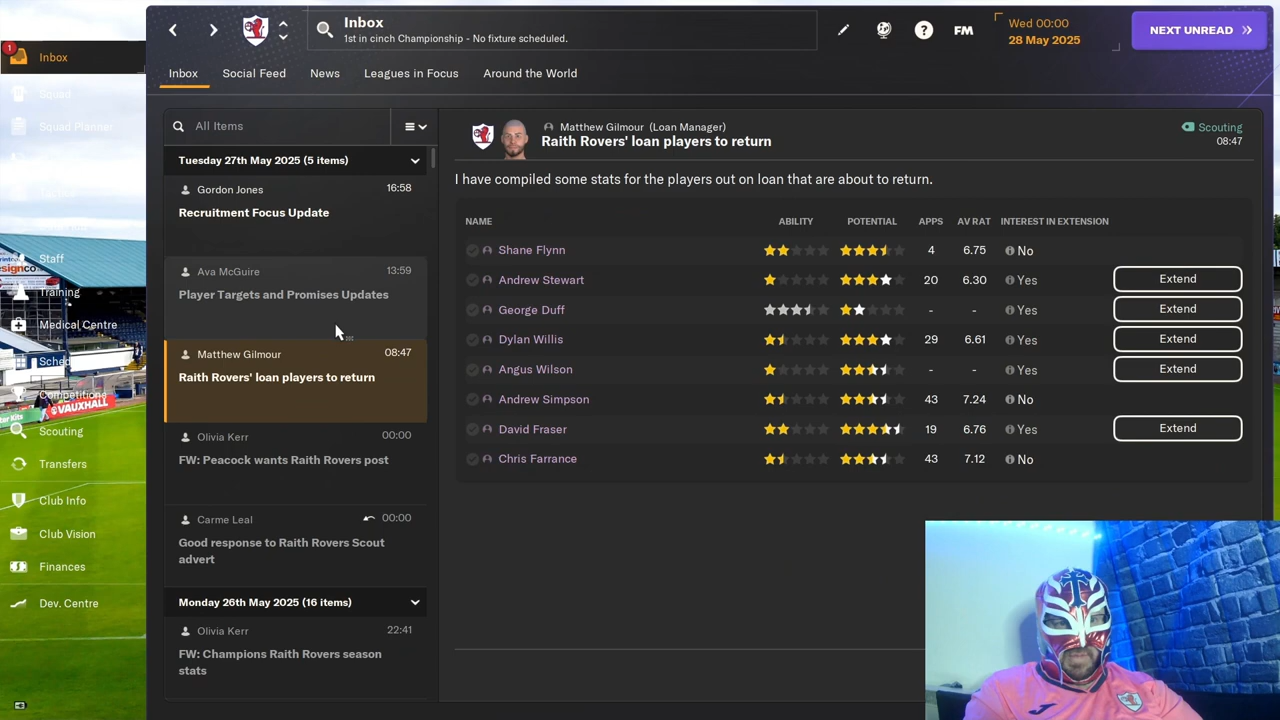 Inbox
1st in cinch Championship - No fixture scheduled.
FM
Wed 00:00
28 May 2025
NEXT UNREAD
1
Inbox
Squad
Squad Planner
Staff
Training
Medical Centre
Sched
Competitions
Scouting
Transfers
Club Info
Club Vision
Finances
Dev. Centre
signco
VAUXHALL
Inbox
Social Feed
News
Leagues in Focus
Around the World
All Items
Tuesday 27th May 2025 (5 items)
Gordon Jones 16:58
Recruitment Focus Update
Ava McGuire 13:59
Player Targets and Promises Updates
Matthew Gilmour 08:47
Raith Rovers' loan players to return
Olivia Kerr 00:00
FW: Peacock wants Raith Rovers post
Carme Leal 00:00
Good response to Raith Rovers Scout
advert
Monday 26th May 2025 (16 items)
Olivia Kerr 22:41
FW: Champions Raith Rovers season
stats
Matthew Gilmour (Loan Manager)
Raith Rovers' loan players to return
Scouting
08:47
I have compiled some stats for the players out on loan that are about to return.
NAME ABILITY POTENTIAL APPS AV RAT INTEREST IN EXTENSION
Shane Flynn 4 6.75 No
Andrew Stewart 20 6.30 Yes Extend
George Duff - - Yes Extend
Dylan Willis 29 6.61 Yes Extend
Angus Wilson - - Yes Extend
Andrew Simpson 43 7.24 No
David Fraser 19 6.76 Yes Extend
Chris Farrance 43 7.12 No